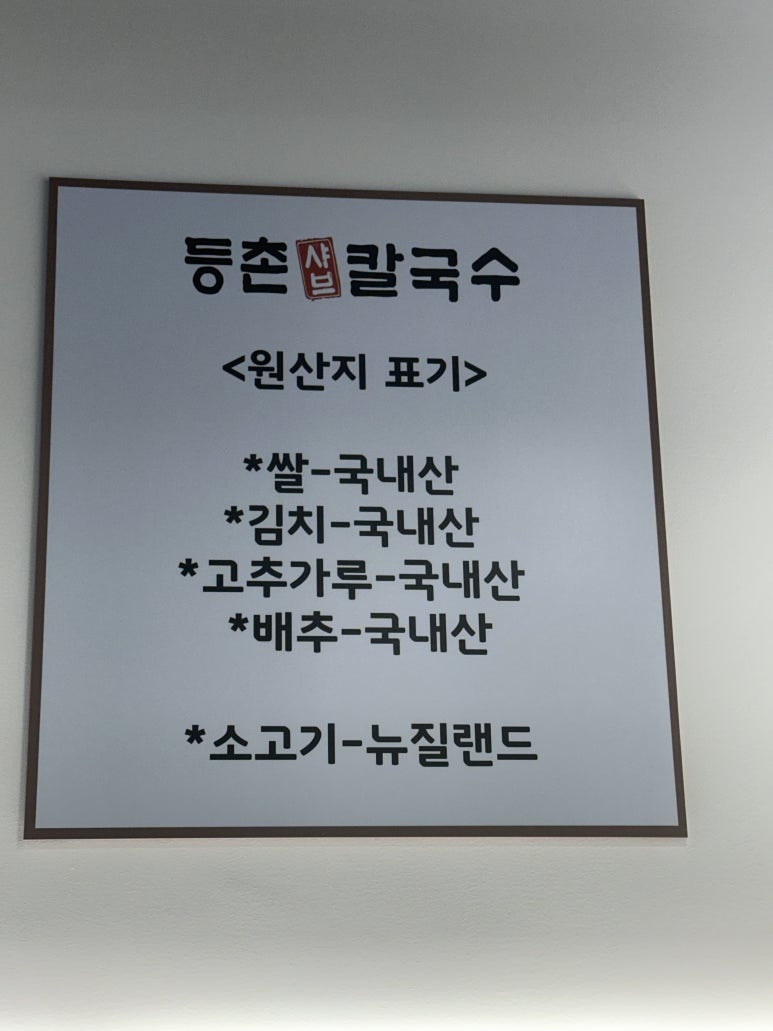 등촌샤브칼국수
<원산지 표기>
*쌀-국내산
*김치-국내산
*고추가루-국내산
*배추-국내산
*소고기-뉴질랜드